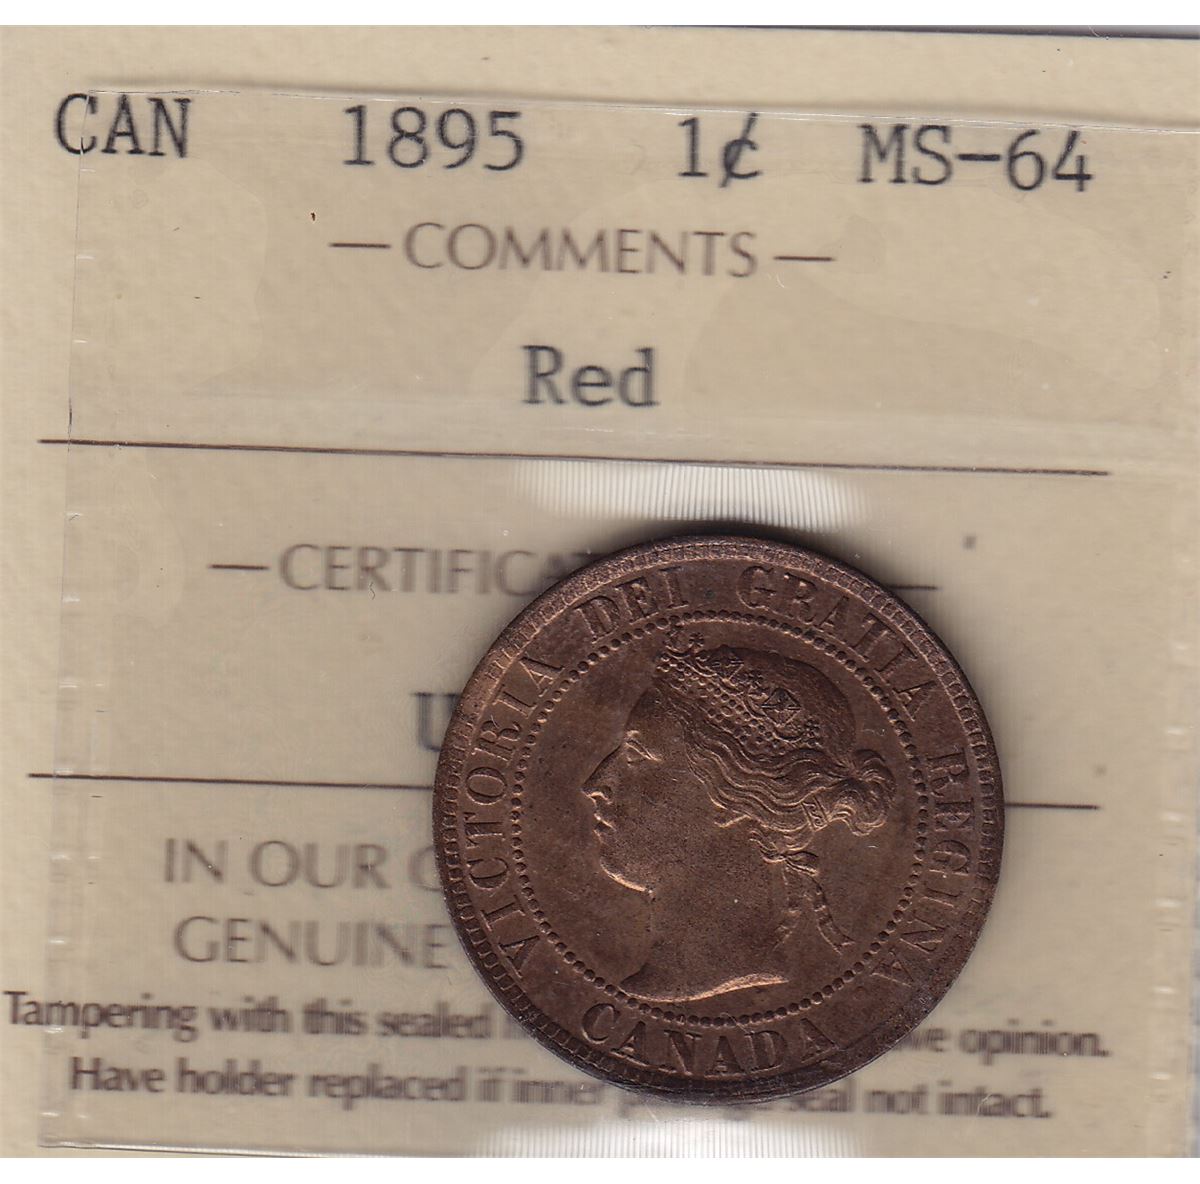 CAN 1895 1¢ MS-64
— COMMENTS —
Red
— —
IN OUR
GENUINE
Tampering with this sealed opinion.
Have holder replaced if inner seal not intact.
VICTORIA DEI GRATIA REGINA.
CANADA